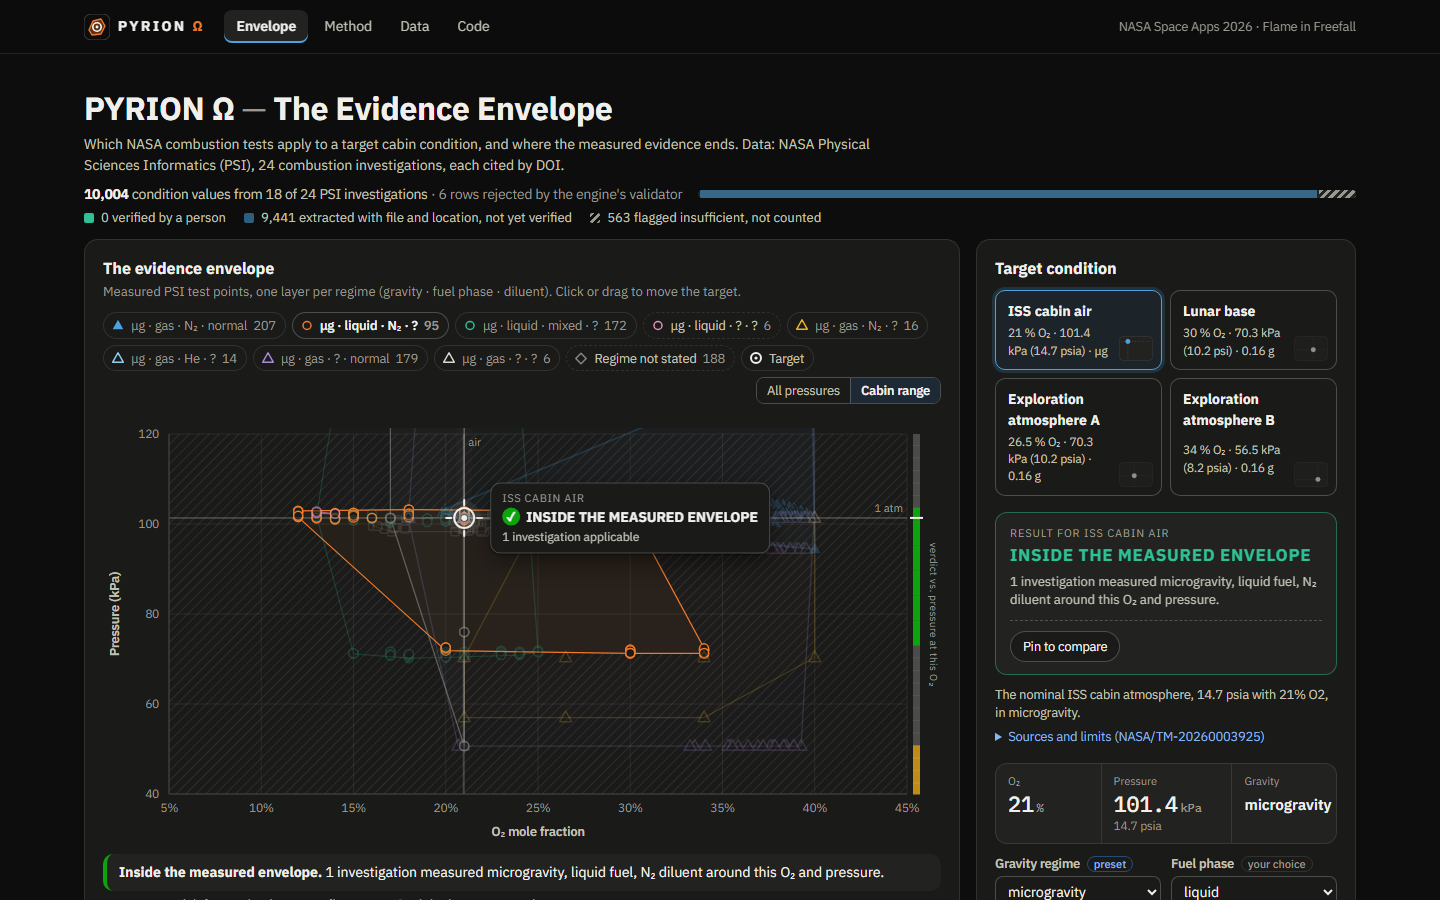 PYRION Ω
Envelope
Method
Data
Code
NASA Space Apps 2026 · Flame in Freefall
PYRION Ω — The Evidence Envelope
Which NASA combustion tests apply to a target cabin condition, and where the measured evidence ends. Data: NASA Physical
Sciences Informatics (PSI), 24 combustion investigations, each cited by DOI.
10,004 condition values from 18 of 24 PSI investigations · 6 rows rejected by the engine's validator
0 verified by a person
9,441 extracted with file and location, not yet verified
563 flagged insufficient, not counted
The evidence envelope
Measured PSI test points, one layer per regime (gravity · fuel phase · diluent). Click or drag to move the target.
µg · gas · N₂ · normal 207
µg · liquid · N₂ · ? 95
µg · liquid · mixed · ? 172
µg · liquid · ? · ? 6
µg · gas · N₂ · ? 16
µg · gas · He · ? 14
µg · gas · ? · normal 179
µg · gas · ? · ? 6
Regime not stated 188
Target
All pressures
Cabin range
120
100
80
60
40
Pressure (kPa)
air
1 atm
ISS CABIN AIR
INSIDE THE MEASURED ENVELOPE
1 investigation applicable
verdict vs. pressure at this O₂
5%
10%
15%
20%
25%
30%
35%
40%
45%
O₂ mole fraction
Inside the measured envelope. 1 investigation measured microgravity, liquid fuel, N₂ diluent around this O₂ and pressure.
Target condition
ISS cabin air
21 % O₂ · 101.4
kPa (14.7 psia) · µg
Lunar base
30 % O₂ · 70.3 kPa
(10.2 psi) · 0.16 g
Exploration
atmosphere A
26.5 % O₂ · 70.3
kPa (10.2 psia) ·
0.16 g
Exploration
atmosphere B
34 % O₂ · 56.5 kPa
(8.2 psia) · 0.16 g
RESULT FOR ISS CABIN AIR
INSIDE THE MEASURED ENVELOPE
1 investigation measured microgravity, liquid fuel, N₂
diluent around this O₂ and pressure.
Pin to compare
The nominal ISS cabin atmosphere, 14.7 psia with 21% O2,
in microgravity.
Sources and limits (NASA/TM-20260003925)
O₂
21 %
Pressure
101.4 kPa
14.7 psia
Gravity
microgravity
Gravity regime preset
Fuel phase your choice
microgravity
liquid